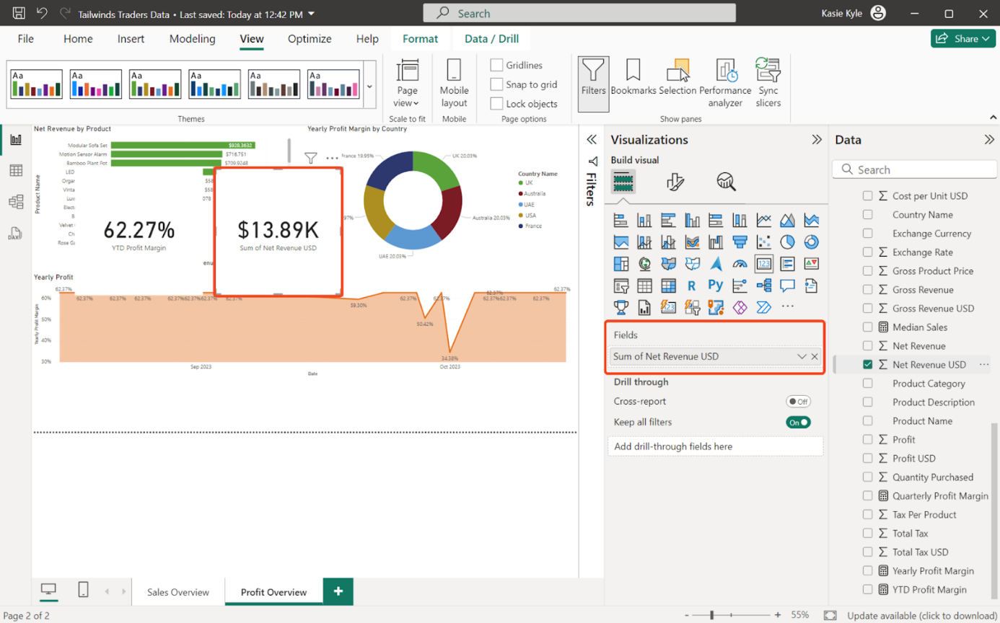 Tailwinds Traders Data • Last saved: Today at 12:42 PM
Search
Kasie Kyle
File Home Insert Modeling View Optimize Help Format Data / Drill
Share
Aa Aa Aa Aa Aa Aa
Themes
Page view
Scale to fit
Mobile layout
Mobile
Gridlines
Snap to grid
Lock objects
Page options
Filters
Bookmarks
Selection
Performance analyzer
Sync slicers
Show panes
Net Revenue by Product
Product Name
Modular Sofa Set $928.3632
Motion Sensor Alarm $716.751
Bamboo Plant Pot $709.9248
LED
Orgar
Vinta
Luxe
Electr
B
Velvet
Ch
Rose G
62.27%
YTD Profit Margin
$13.89K
Sum of Net Revenue USD
enu
Yearly Profit Margin by Country
France 19.95%
UK 20.03%
Australia 20.03%
UAE 20.03%
97%
Country Name
UK
Australia
UAE
USA
France
Yearly Profit
Yearly Profit Margin
60%
50%
40%
30%
62.37%
62.37% 62.37% 62.37% 62.37%62.37% 62.37%
59.30%
62.37%
50.42%
62.37%
34.38%
62.37%
62.37%62.37%
62.37%
62.37%
Sep 2023
Oct 2023
Date
Filters
Visualizations
Build visual
123
R
Py
Fields
Sum of Net Revenue USD
Drill through
Cross-report
Off
Keep all filters
On
Add drill-through fields here
Data
Search
Cost per Unit USD
Country Name
Exchange Currency
Exchange Rate
Gross Product Price
Gross Revenue
Gross Revenue USD
Median Sales
Net Revenue
Net Revenue USD
Product Category
Product Description
Product Name
Profit
Profit USD
Quantity Purchased
Quarterly Profit Margin
Tax Per Product
Total Tax
Total Tax USD
Yearly Profit Margin
YTD Profit Margin
DAX
Sales Overview
Profit Overview
+
Page 2 of 2
- + 55%
Update available (click to download)